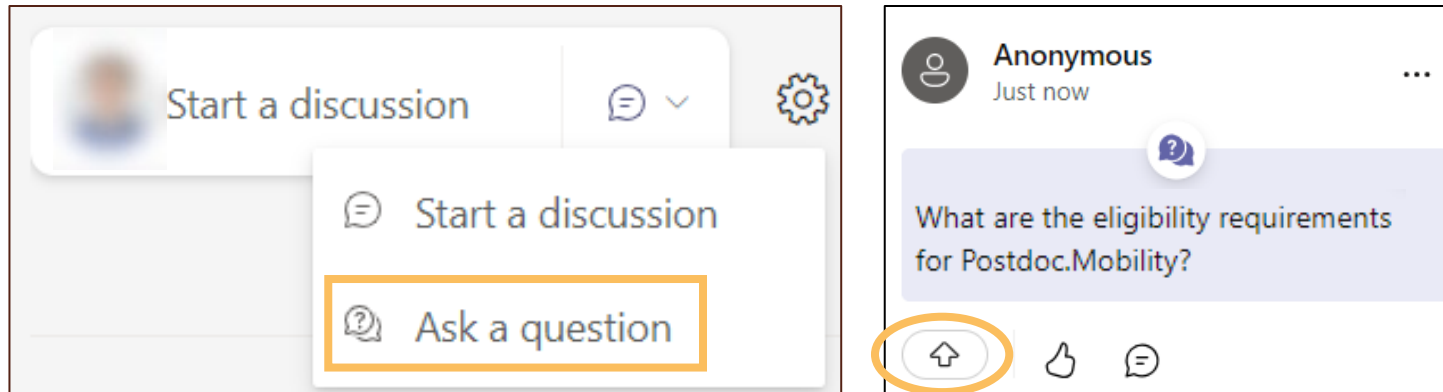 Start a discussion
Start a discussion
Ask a question
Anonymous
Just now
What are the eligibility requirements
for Postdoc.Mobility?